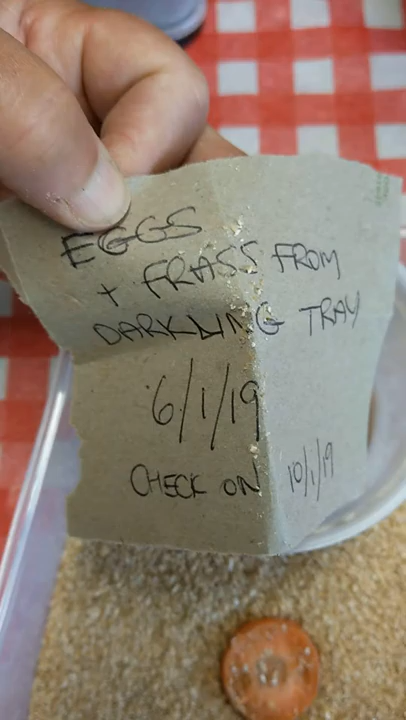 EGGS
+ FRASS FROM
DARKLING TRAY
6/1/19
CHECK ON 10/1/19